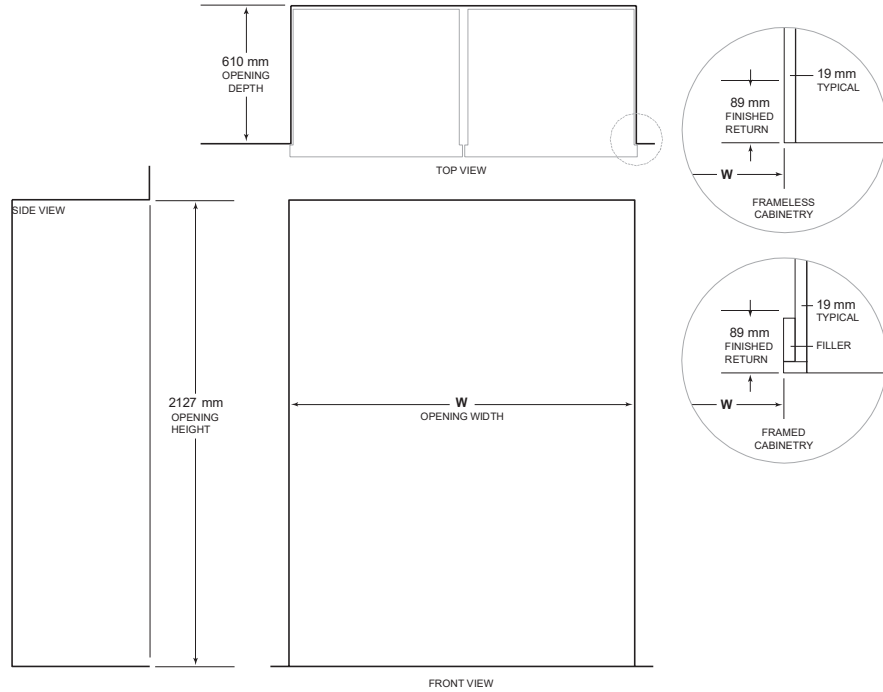 610 mm
OPENING
DEPTH
TOP VIEW
19 mm
TYPICAL
89 mm
FINISHED
RETURN
W
FRAMELESS
CABINETRY
SIDE VIEW
2127 mm
OPENING
HEIGHT
W
OPENING WIDTH
FRONT VIEW
19 mm
TYPICAL
89 mm
FINISHED
RETURN
FILLER
W
FRAMED
CABINETRY